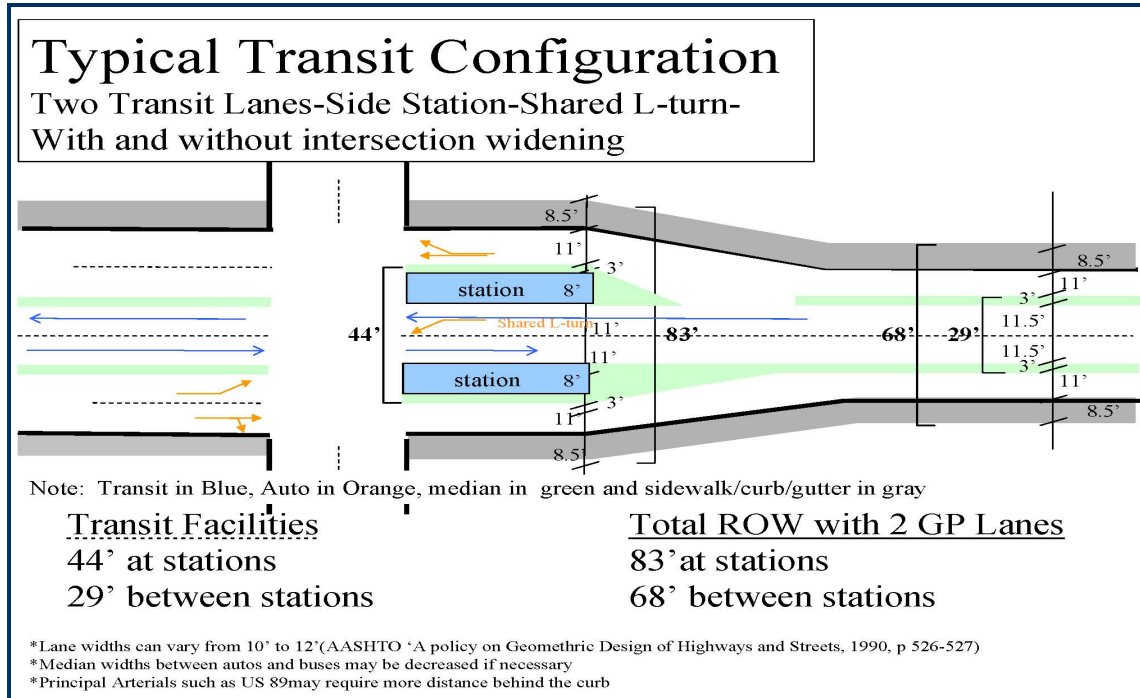 Typical Transit Configuration
Two Transit Lanes-Side Station-Shared L-turn-
With and without intersection widening
8.5’
11’
3’
station
8’
Shared L-turn
11’
44’
83’
11’
station
8’
3’
11’
8.5’
8.5’
11’
3’
11.5’
68’
29’
11.5’
3’
11’
8.5’
Note: Transit in Blue, Auto in Orange, median in green and sidewalk/curb/gutter in gray
Transit Facilities
44’ at stations
29’ between stations
Total ROW with 2 GP Lanes
83’at stations
68’ between stations
*Lane widths can vary from 10’ to 12’(AASHTO ‘A policy on Geomethric Design of Highways and Streets, 1990, p 526-527)
*Median widths between autos and buses may be decreased if necessary
*Principal Arterials such as US 89may require more distance behind the curb